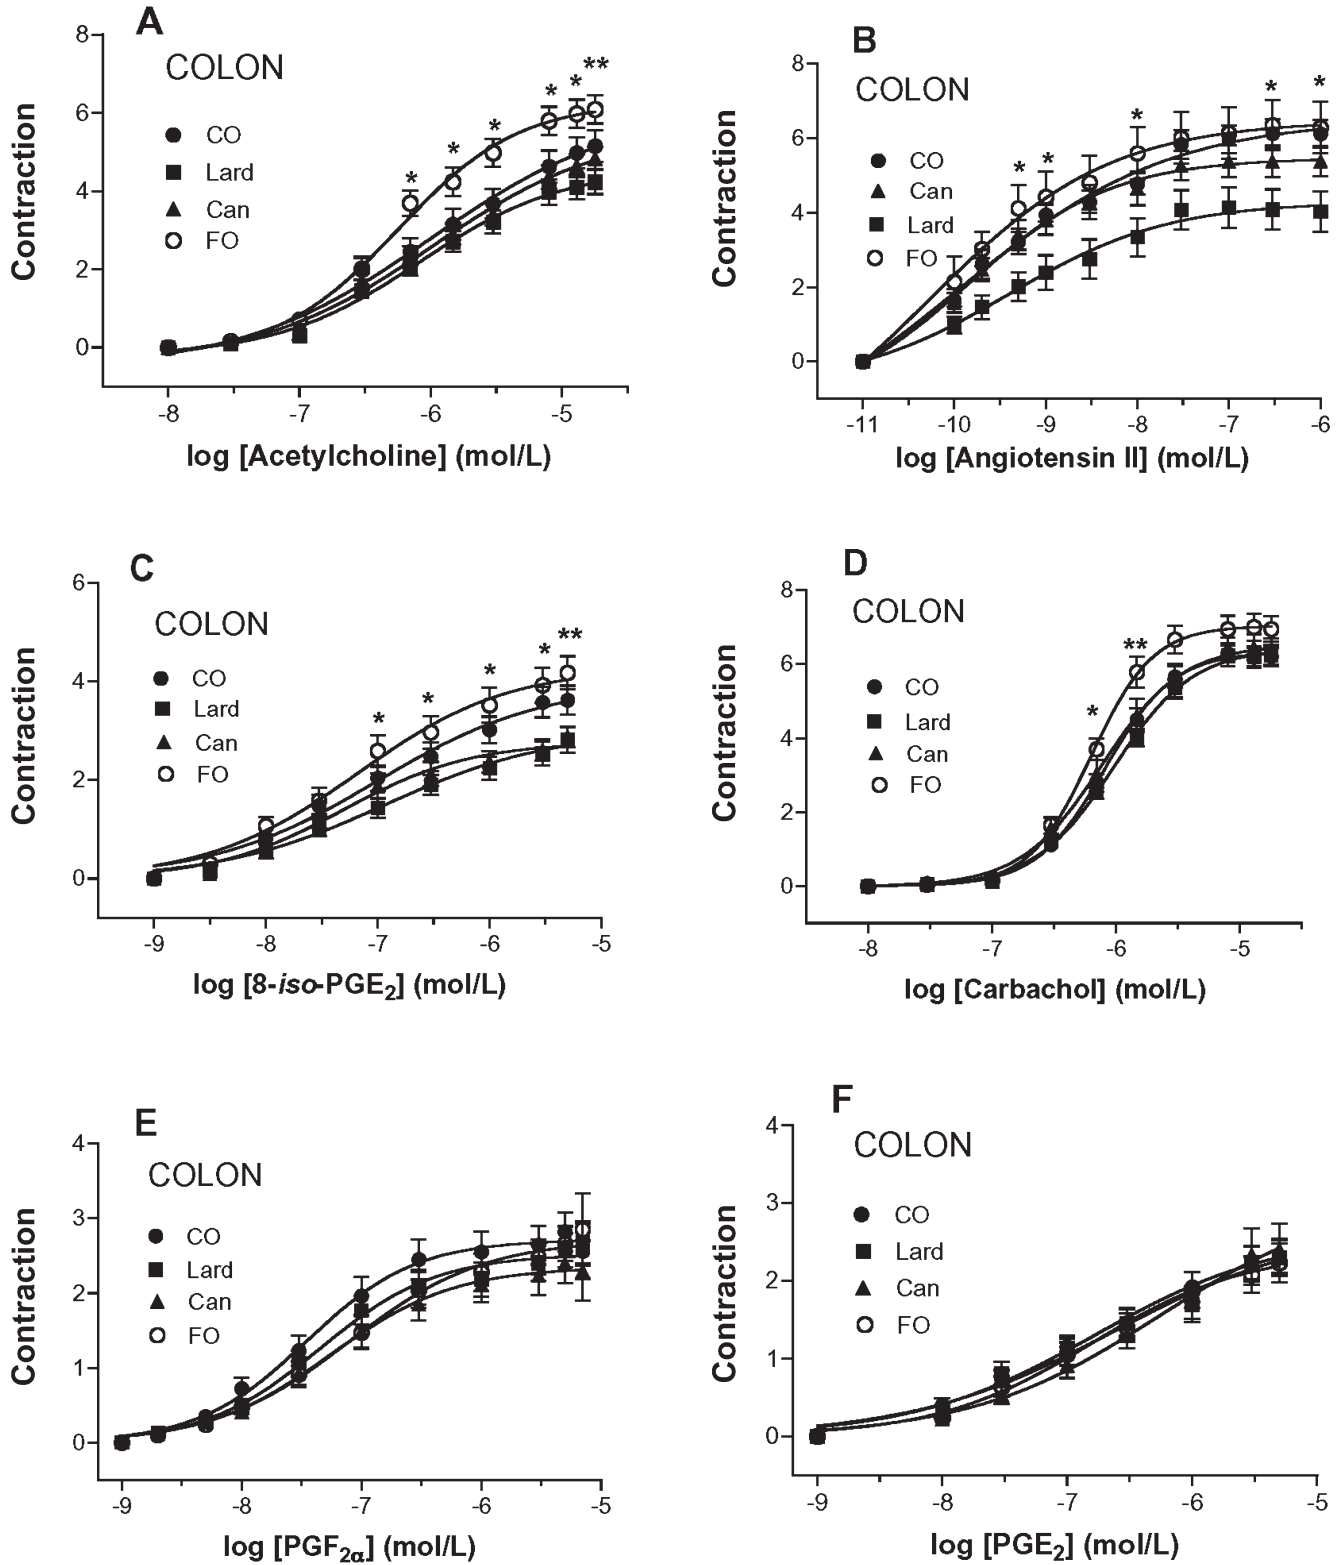 A
COLON
CO
Lard
Can
FO
* * * * * **
Contraction
8
6
4
2
0
-8 -7 -6 -5
log [Acetylcholine] (mol/L)
B
COLON
CO
Can
Lard
FO
* * * * *
Contraction
8
6
4
2
0
-11 -10 -9 -8 -7 -6
log [Angiotensin II] (mol/L)
C
COLON
CO
Lard
Can
FO
* * * * **
Contraction
6
4
2
0
-9 -8 -7 -6 -5
log [8-iso-PGE2] (mol/L)
D
COLON
CO
Lard
Can
FO
* **
Contraction
8
6
4
2
0
-8 -7 -6 -5
log [Carbachol] (mol/L)
E
COLON
CO
Lard
Can
FO
Contraction
4
3
2
1
0
-9 -8 -7 -6 -5
log [PGF2α] (mol/L)
F
COLON
CO
Lard
Can
FO
Contraction
4
3
2
1
0
-9 -8 -7 -6 -5
log [PGE2] (mol/L)